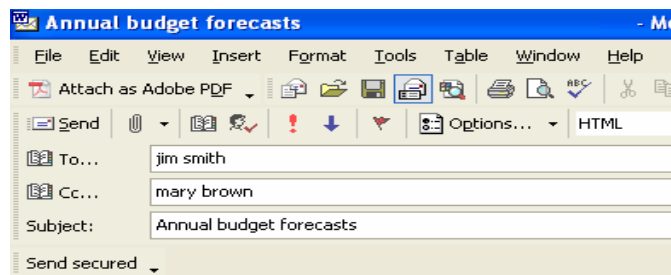 Annual budget forecasts - Me
File Edit View Insert Format Tools Table Window Help
Attach as Adobe PDF
Send Options... HTML
To... jim smith
Cc... mary brown
Subject: Annual budget forecasts
Send secured